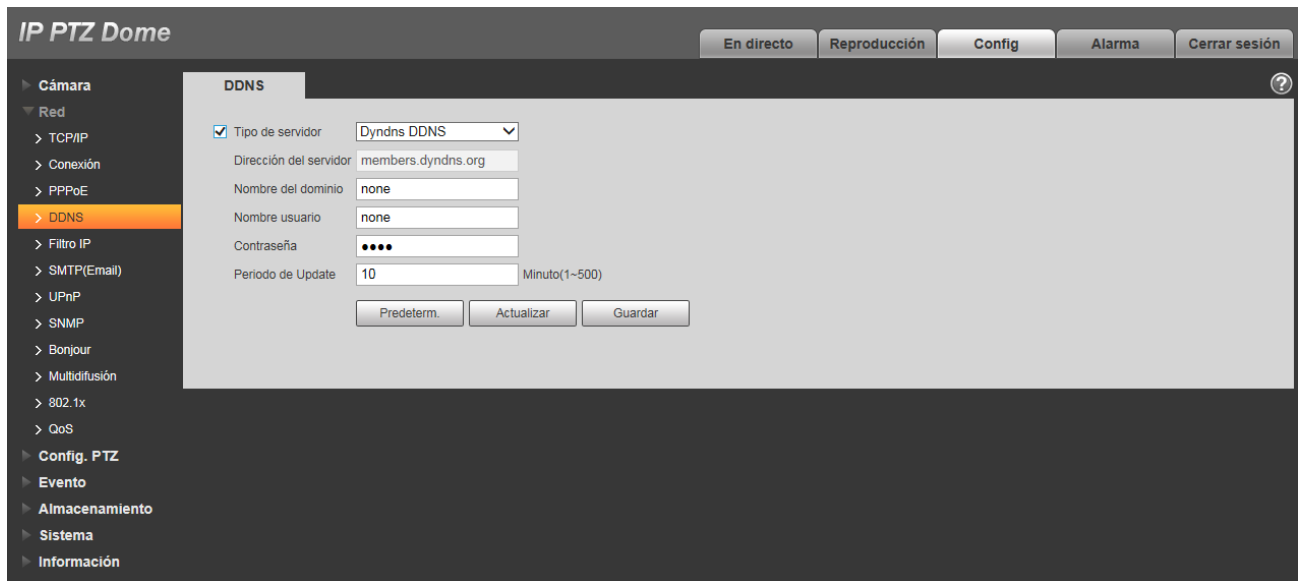 IP PTZ Dome
En directo
Reproducción
Config
Alarma
Cerrar sesión
Cámara
Red
TCP/IP
Conexión
PPPoE
DDNS
Filtro IP
SMTP(Email)
UPnP
SNMP
Bonjour
Multidifusión
802.1x
QoS
Config. PTZ
Evento
Almacenamiento
Sistema
Información
DDNS
?
Tipo de servidor Dyndns DDNS
Dirección del servidor members.dyndns.org
Nombre del dominio none
Nombre usuario none
Contraseña ••••
Periodo de Update 10 Minuto(1~500)
Predeterm. Actualizar Guardar